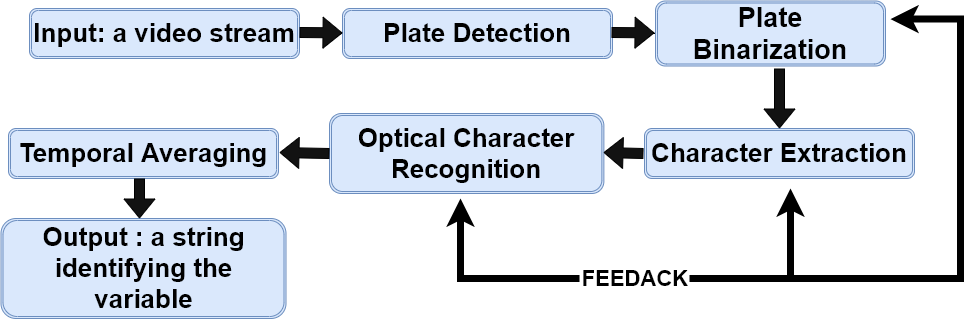 Input: a video stream
Plate Detection
Plate
Binarization
Character Extraction
Optical Character
Recognition
Temporal Averaging
Output : a string
identifying the
variable
FEEDACK